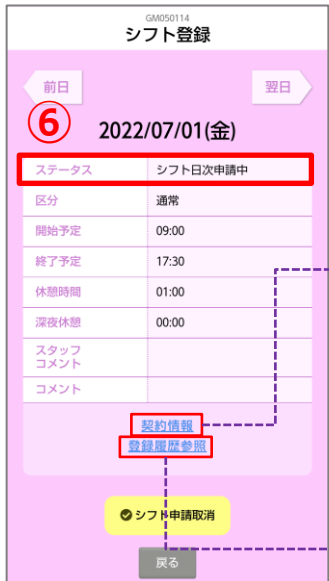 GM050114
シフト登録
前日
翌日
⑥
2022/07/01(金)
ステータス シフト日次申請中
区分 通常
開始予定 09:00
終了予定 17:30
休憩時間 01:00
深夜休憩 00:00
スタッフ
コメント
コメント
契約情報
登録履歴参照
シフト申請取消
戻る